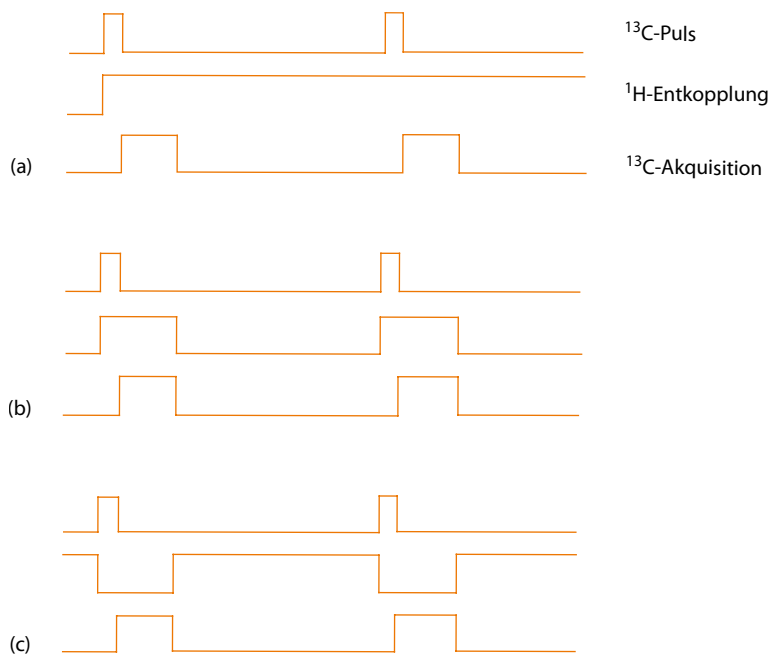 ¹³C-Puls
¹H-Entkopplung
(a)
¹³C-Akquisition
(b)
(c)